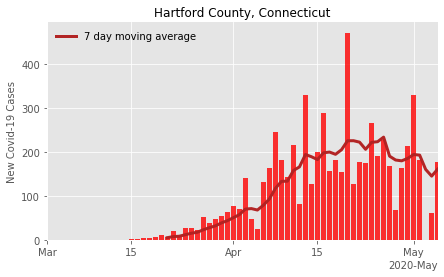 Hartford County, Connecticut
7 day moving average
New Covid-19 Cases
400
300
200
100
0
Mar
15
Apr
15
May
2020-May